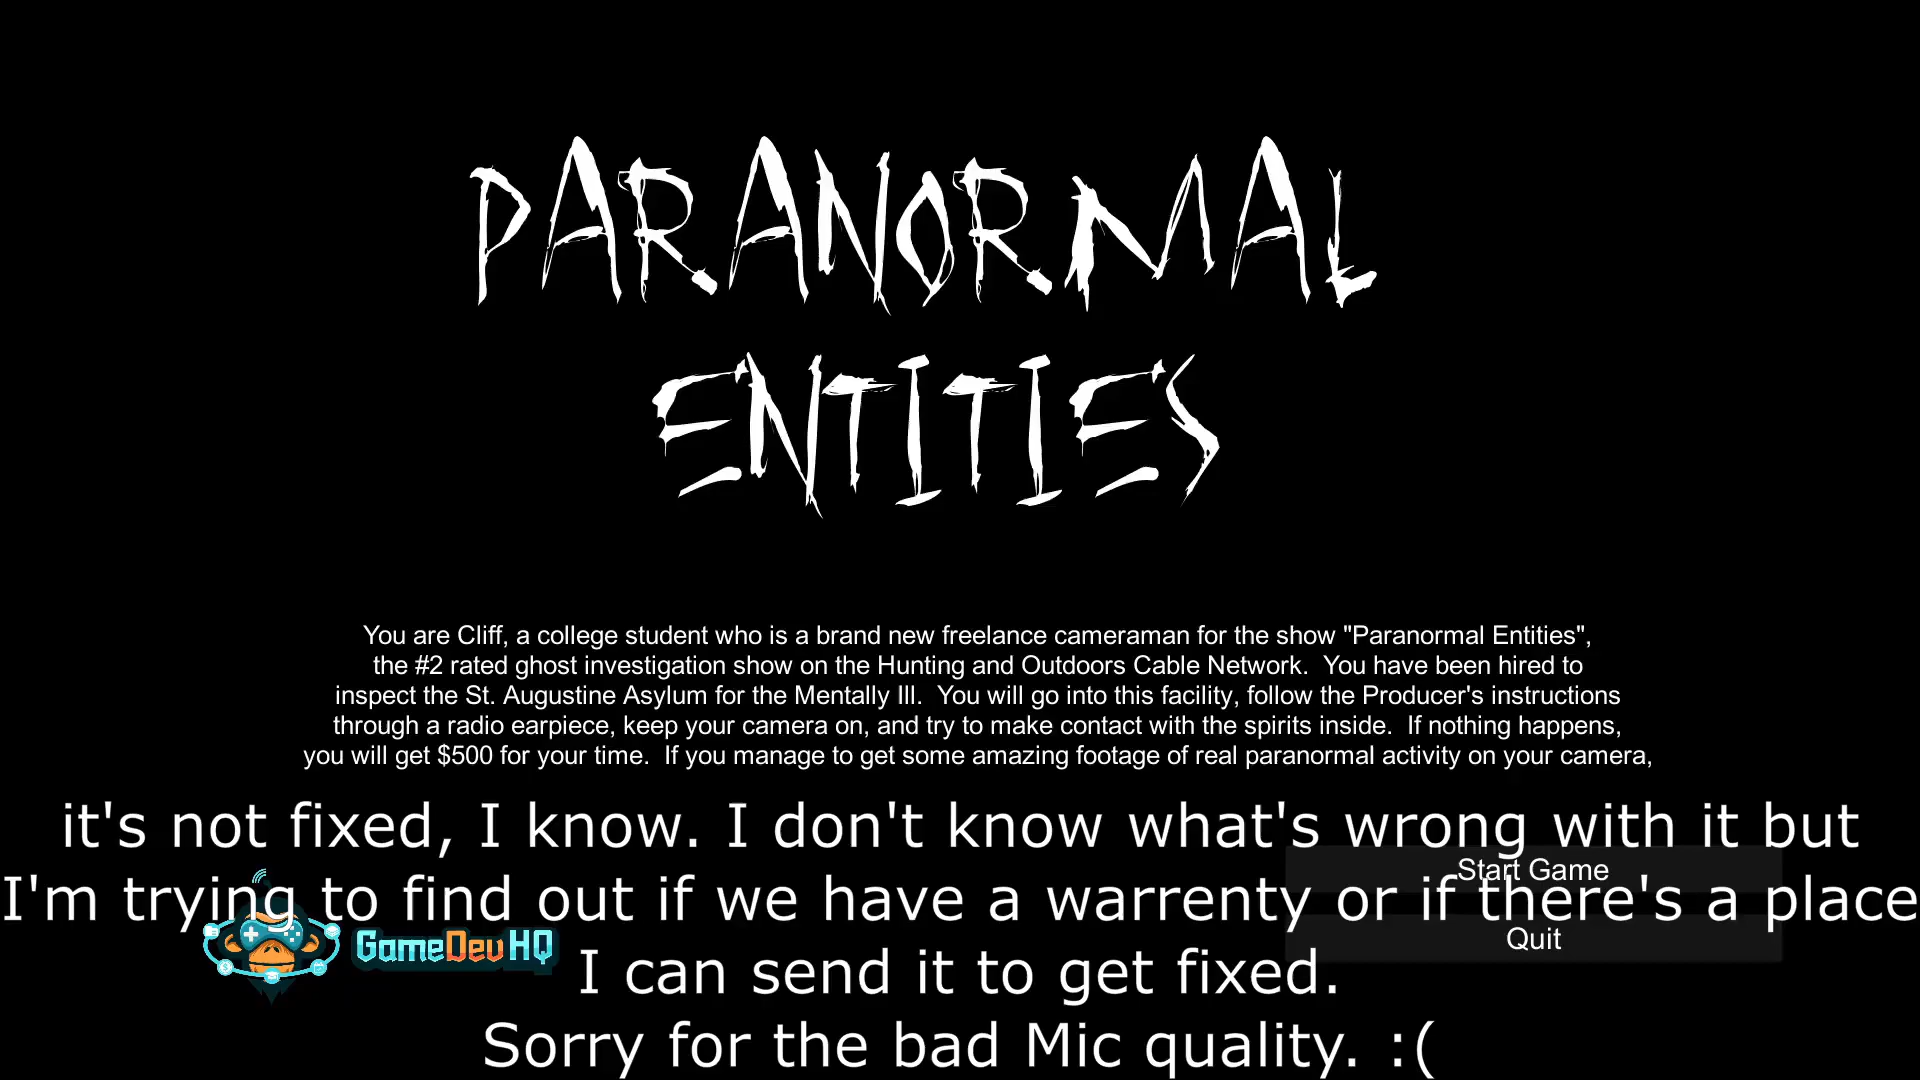 PARANORMAL
ENTITIES
You are Cliff, a college student who is a brand new freelance cameraman for the show "Paranormal Entities",
the #2 rated ghost investigation show on the Hunting and Outdoors Cable Network.  You have been hired to
inspect the St. Augustine Asylum for the Mentally Ill.  You will go into this facility, follow the Producer's instructions
through a radio earpiece, keep your camera on, and try to make contact with the spirits inside.  If nothing happens,
you will get $500 for your time.  If you manage to get some amazing footage of real paranormal activity on your camera,
it's not fixed, I know. I don't know what's wrong with it but
I'm trying to find out if we have a warrenty or if there's a place
I can send it to get fixed.
Sorry for the bad Mic quality. :(
Start Game
Quit
GameDevHQ